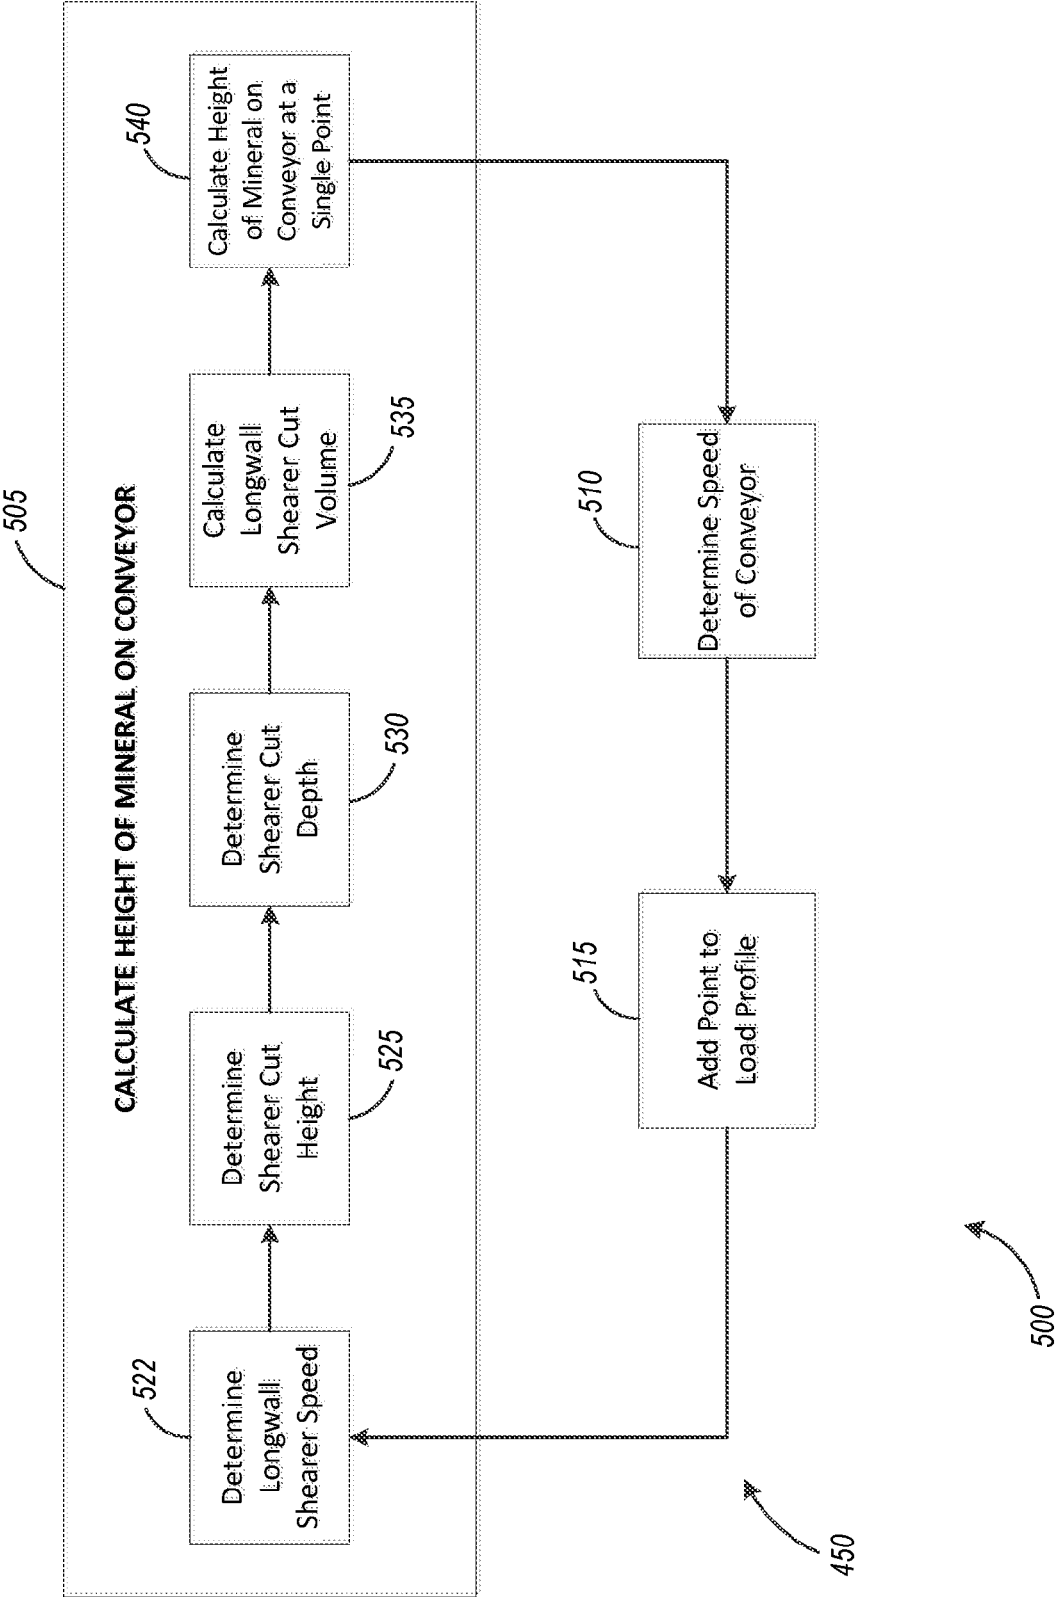 505
CALCULATE HEIGHT OF MINERAL ON CONVEYOR
522
Determine
Longwall
Shearer Speed
Determine
Shearer Cut
Height
525
Determine
Shearer Cut
Depth
530
Calculate
Longwall
Shearer Cut
Volume
535
540
Calculate Height
of Mineral on
Conveyor at a
Single Point
515
Add Point to
Load Profile
510
Determine Speed
of Conveyor
450
500